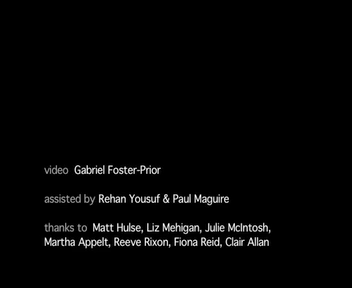 video Gabriel Foster-Prior
assisted by Rehan Yousuf & Paul Maguire
thanks to Matt Hulse, Liz Mehigan, Julie McIntosh,
Martha Appelt, Reeve Rixon, Fiona Reid, Clair Allan